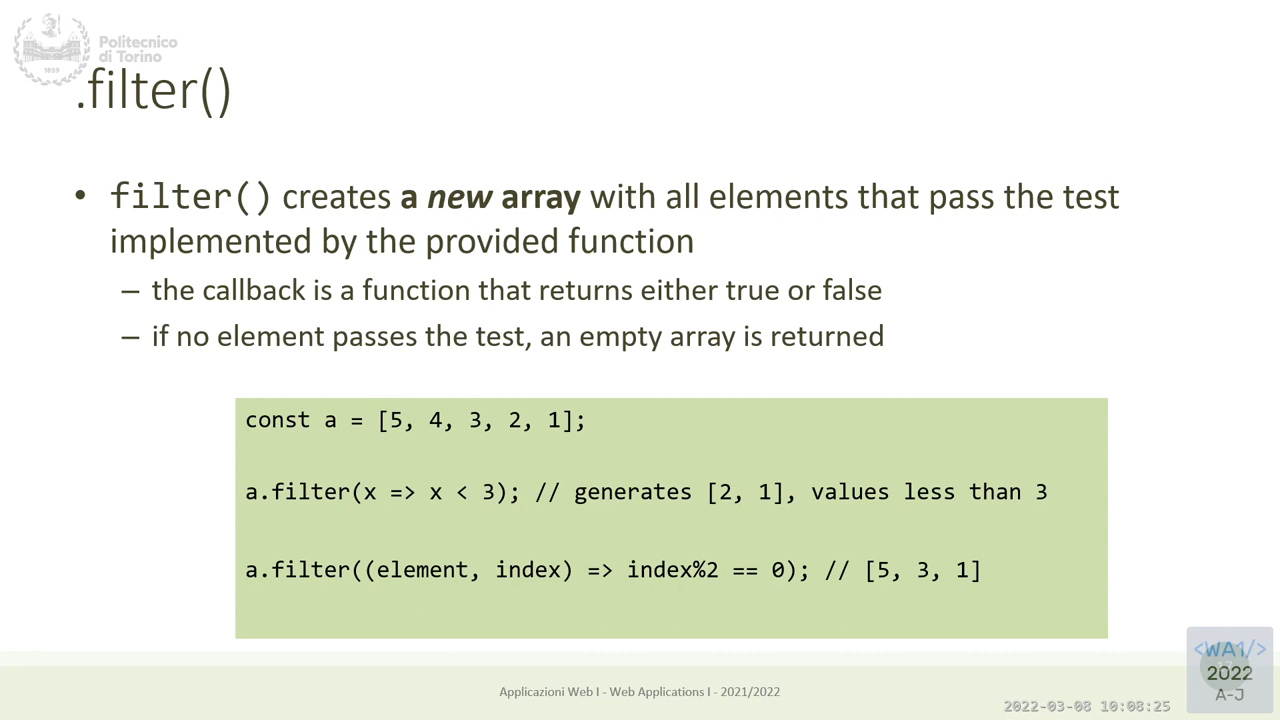 Politecnico
di Torino
1859
.filter()
• filter() creates a new array with all elements that pass the test
implemented by the provided function
– the callback is a function that returns either true or false
– if no element passes the test, an empty array is returned
const a = [5, 4, 3, 2, 1];
a.filter(x => x < 3); // generates [2, 1], values less than 3
a.filter((element, index) => index%2 == 0); // [5, 3, 1]
Applicazioni Web I - Web Applications I - 2021/2022
<WA1/>
2022
A-J
2022-03-08 10:08:25